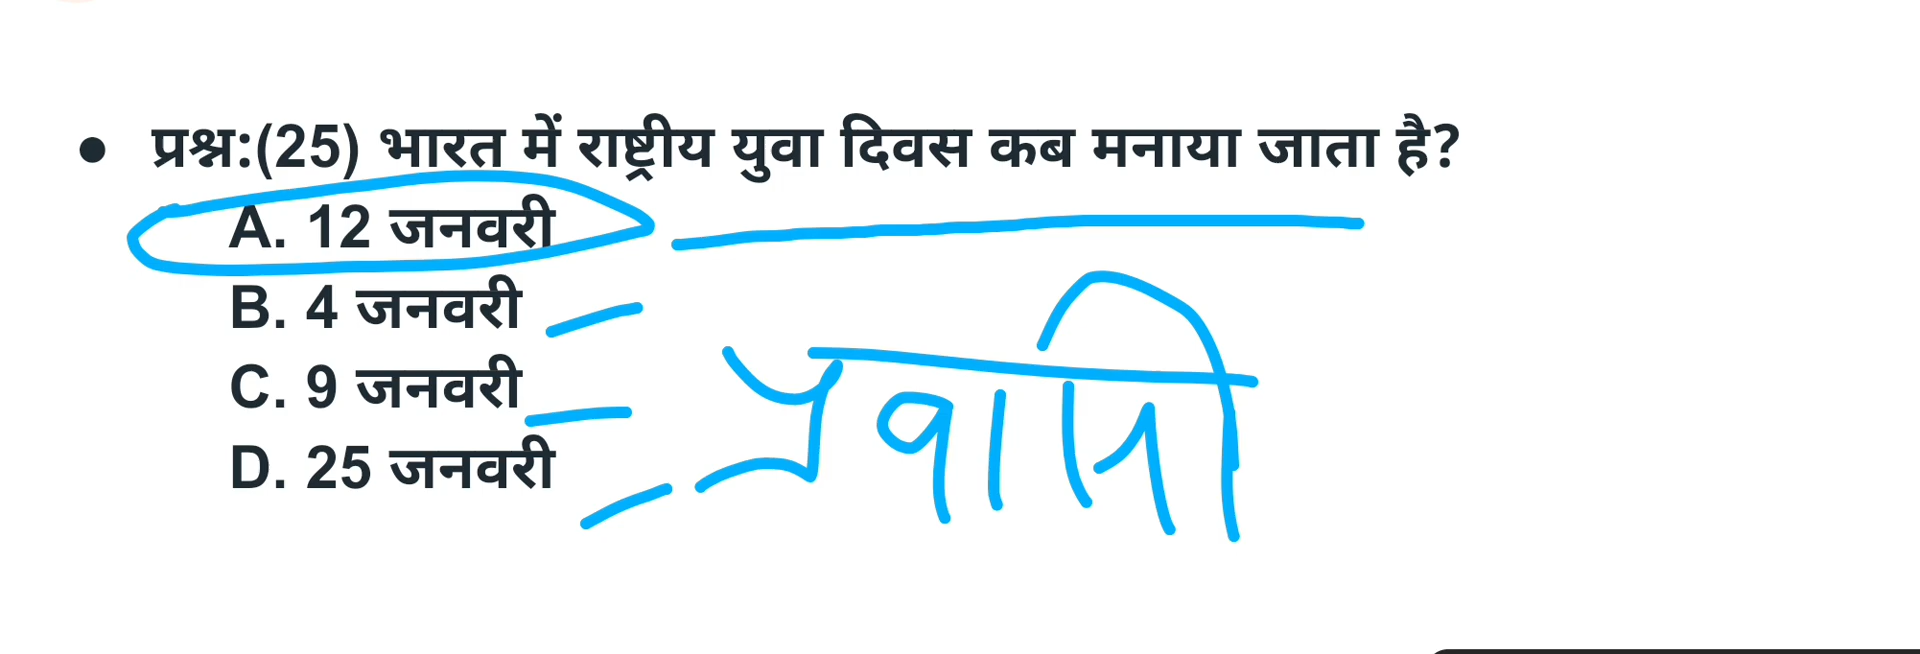 • प्रश्न:(25) भारत में राष्ट्रीय युवा दिवस कब मनाया जाता है?
A. 12 जनवरी
B. 4 जनवरी
C. 9 जनवरी
D. 25 जनवरी